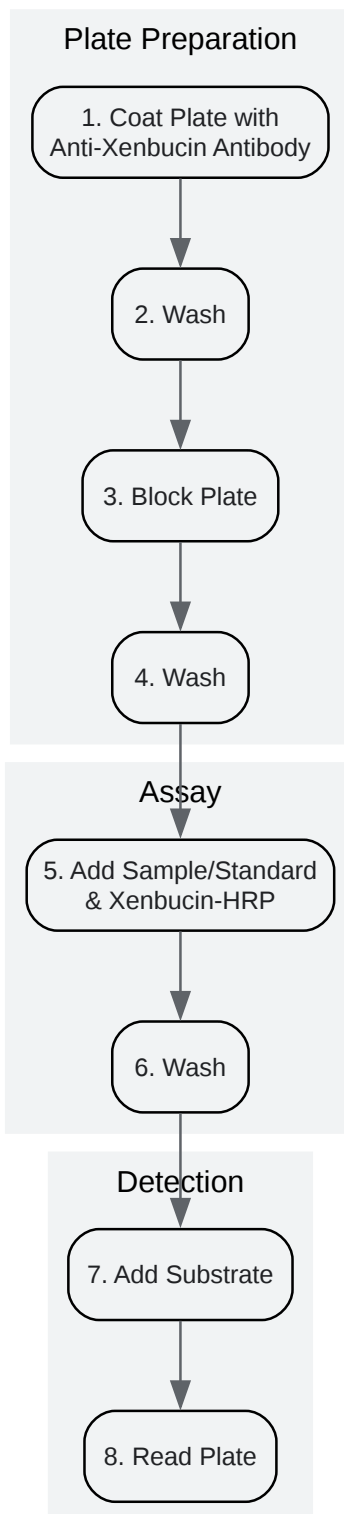 Plate Preparation
1. Coat Plate with
Anti-Xenbucin Antibody
2. Wash
3. Block Plate
4. Wash
Assay
5. Add Sample/Standard
& Xenbucin-HRP
6. Wash
Detection
7. Add Substrate
8. Read Plate